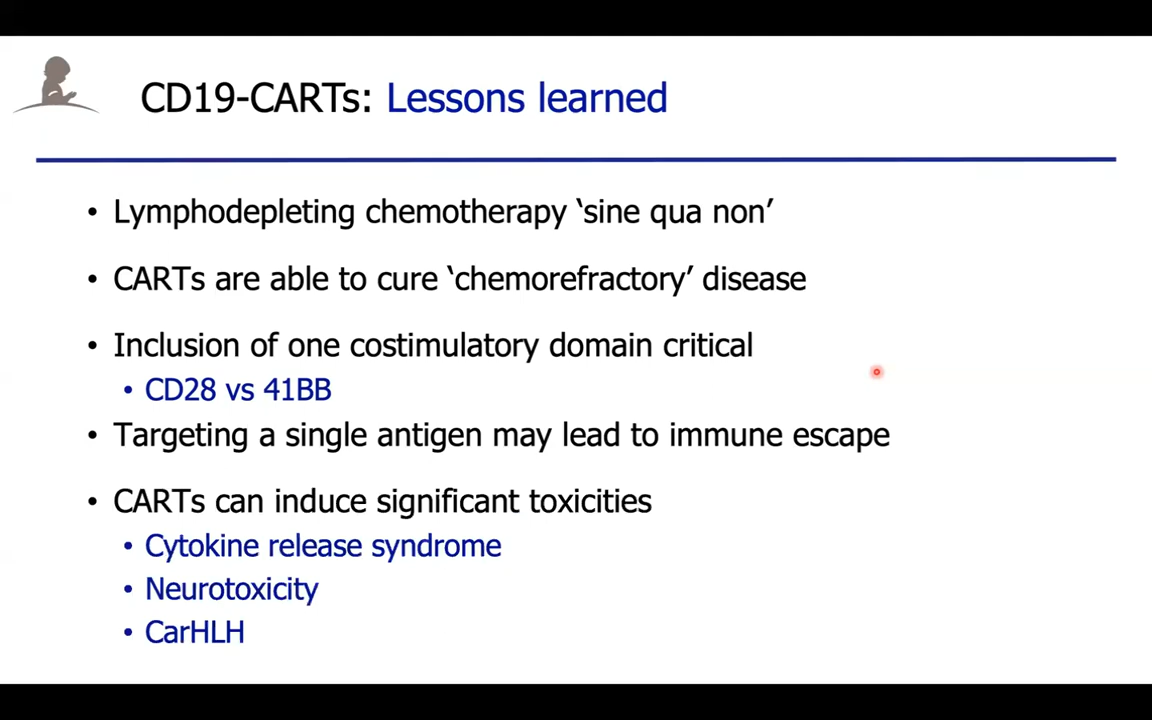 CD19-CARTs: Lessons learned
• Lymphodepleting chemotherapy ‘sine qua non’
• CARTs are able to cure ‘chemorefractory’ disease
• Inclusion of one costimulatory domain critical
• CD28 vs 41BB
• Targeting a single antigen may lead to immune escape
• CARTs can induce significant toxicities
• Cytokine release syndrome
• Neurotoxicity
• CarHLH